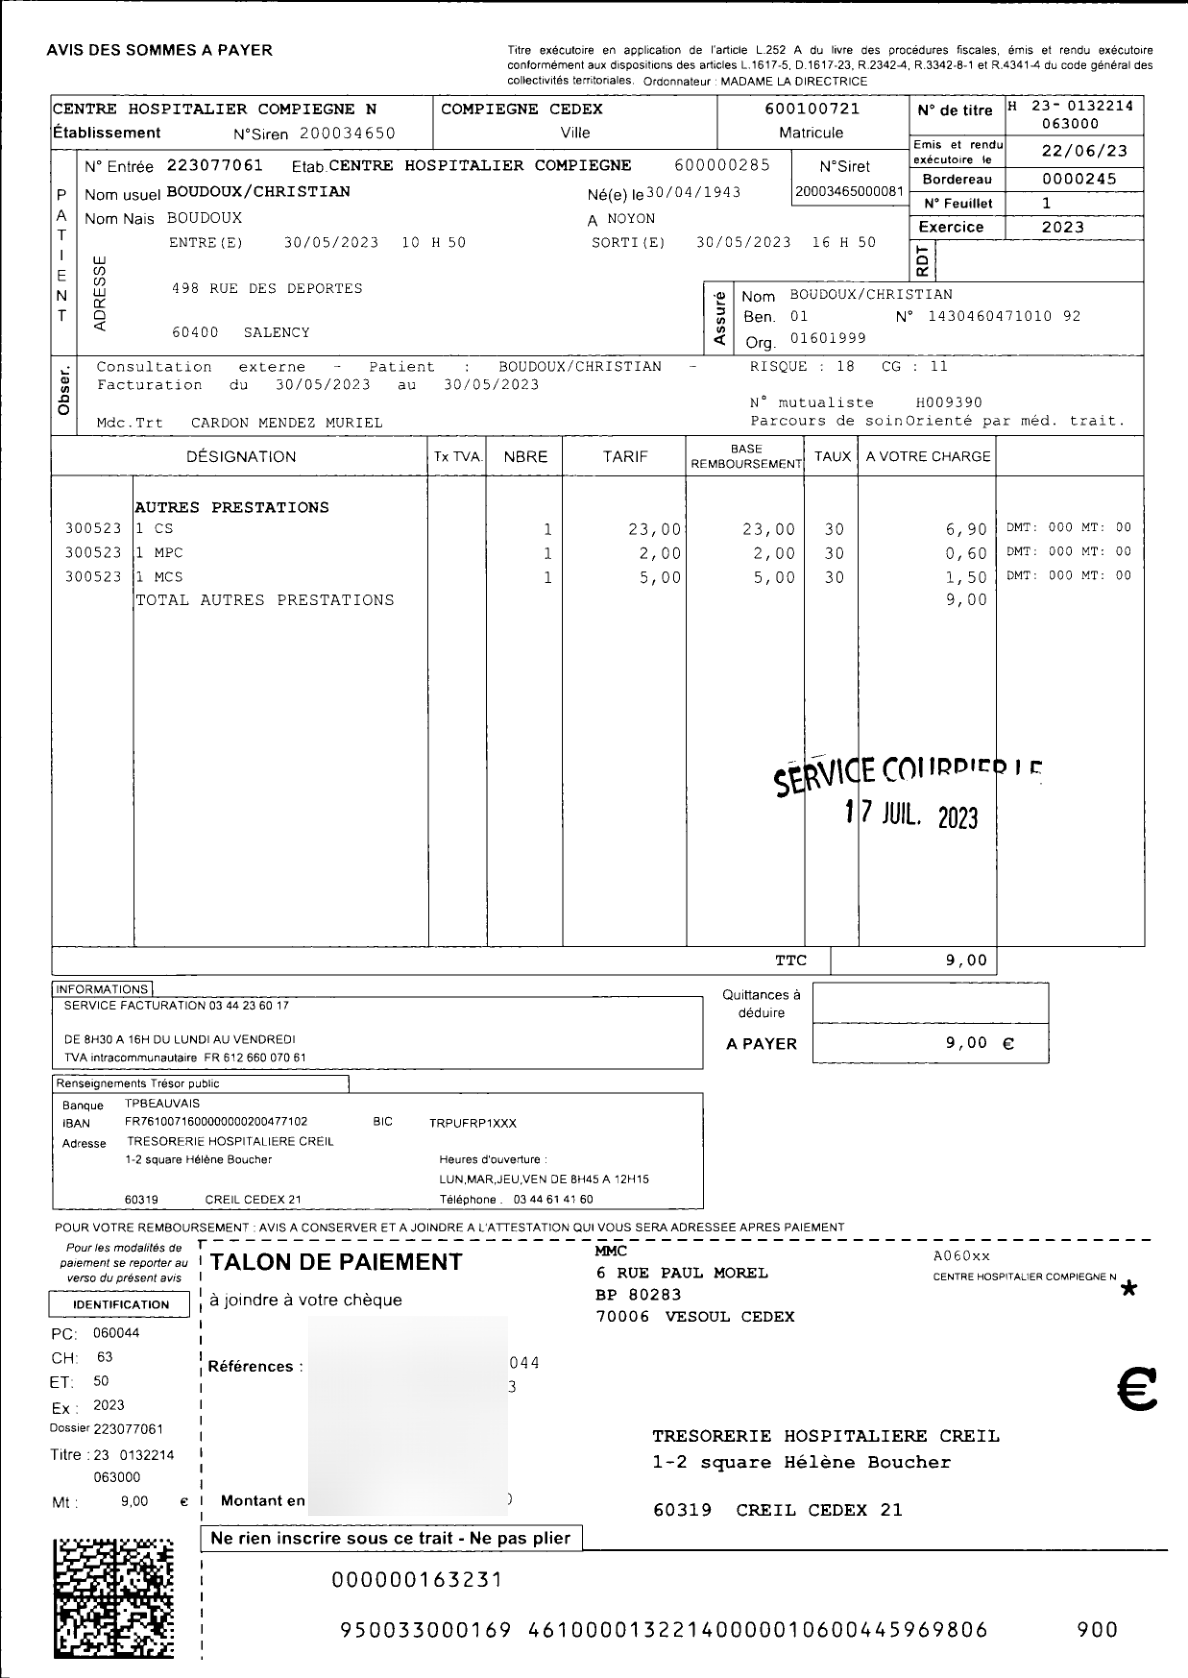 AVIS DES SOMMES A PAYER
Titre exécutoire en application de l'article L.252 A du livre des procédures fiscales, émis et rendu exécutoire
conformément aux dispositions des articles L.1617-5, D.1617-23, R.2342-4, R.3342-8-1 et R.4341-4 du code général des
collectivités territoriales. Ordonnateur : MADAME LA DIRECTRICE
CENTRE HOSPITALIER COMPIEGNE N COMPIEGNE CEDEX 600100721 N° de titre H 23- 0132214
063000
Établissement N°Siren 200034650 Ville Matricule
Emis et rendu exécutoire le 22/06/23
N° Entrée 223077061 Etab. CENTRE HOSPITALIER COMPIEGNE 600000285 N°Siret
Bordereau 0000245
PATIENT Nom usuel BOUDOUX/CHRISTIAN Né(e) le 30/04/1943 20003465000081
N° Feuillet 1
Nom Nais BOUDOUX A NOYON
Exercice 2023
ENTRE(E) 30/05/2023 10 H 50 SORTI(E) 30/05/2023 16 H 50
RDT
ADRESSE 498 RUE DES DEPORTES
60400 SALENCY
Assuré Nom BOUDOUX/CHRISTIAN
Ben. 01 N° 1430460471010 92
Org. 01601999
Obser. Consultation externe - Patient : BOUDOUX/CHRISTIAN - RISQUE : 18 CG : 11
Facturation du 30/05/2023 au 30/05/2023
N° mutualiste H009390
Mdc.Trt CARDON MENDEZ MURIEL Parcours de soin Orienté par méd. trait.
DÉSIGNATION Tx TVA. NBRE TARIF BASE REMBOURSEMENT TAUX A VOTRE CHARGE
AUTRES PRESTATIONS
300523 1 CS 1 23,00 23,00 30 6,90 DMT: 000 MT: 00
300523 1 MPC 1 2,00 2,00 30 0,60 DMT: 000 MT: 00
300523 1 MCS 1 5,00 5,00 30 1,50 DMT: 000 MT: 00
TOTAL AUTRES PRESTATIONS 9,00
SERVICE COURRIER LE
17 JUIL. 2023
TTC 9,00
INFORMATIONS
SERVICE FACTURATION 03 44 23 60 17
DE 8H30 A 16H DU LUNDI AU VENDREDI
TVA intracommunautaire FR 612 660 070 61
Quittances à
déduire
A PAYER 9,00 €
Renseignements Trésor public
Banque TPBEAUVAIS
IBAN FR7610071600000000200477102 BIC TRPUFRP1XXX
Adresse TRESORERIE HOSPITALIERE CREIL
1-2 square Hélène Boucher Heures d'ouverture :
LUN,MAR,JEU,VEN DE 8H45 A 12H15
60319 CREIL CEDEX 21 Téléphone . 03 44 61 41 60
POUR VOTRE REMBOURSEMENT : AVIS A CONSERVER ET A JOINDRE A L'ATTESTATION QUI VOUS SERA ADRESSEE APRES PAIEMENT
Pour les modalités de
paiement se reporter au
verso du présent avis
IDENTIFICATION
PC: 060044
CH: 63
ET: 50
Ex : 2023
Dossier 223077061
Titre : 23 0132214
063000
Mt : 9,00 €
TALON DE PAIEMENT
à joindre à votre chèque
MMC
6 RUE PAUL MOREL
BP 80283
70006 VESOUL CEDEX
A060xx
CENTRE HOSPITALIER COMPIEGNE N *
Références : 044
3
€
TRESORERIE HOSPITALIERE CREIL
1-2 square Hélène Boucher
60319 CREIL CEDEX 21
Montant en
Ne rien inscrire sous ce trait - Ne pas plier
000000163231
950033000169 461000013221400000106004459​69806 900